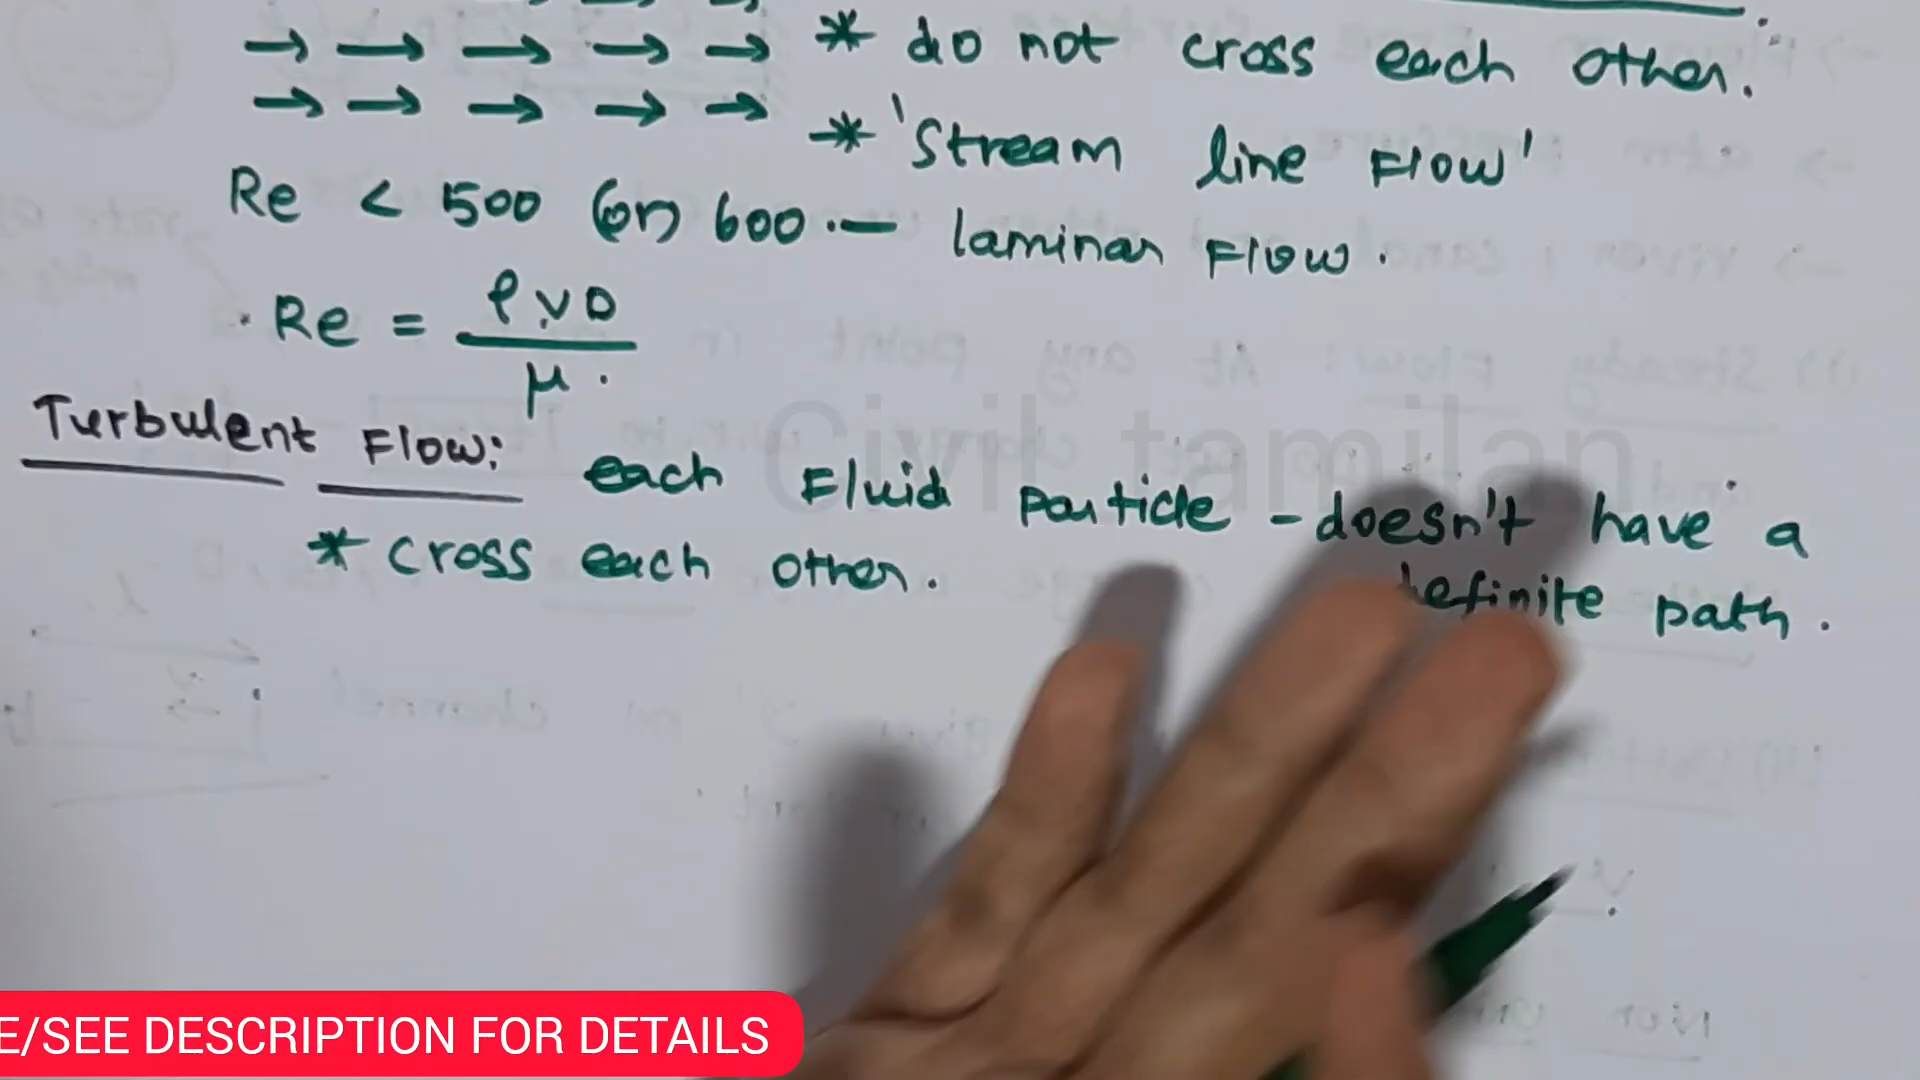 → → → → → * do not cross each other.
→ → → → → * 'Stream line Flow'
Re < 500 (or) 600 - laminar Flow.
Re = ρVD / μ
Turbulent Flow: each Fluid Particle - doesn't have a
definite path.
* cross each other.
Civil tamilan
E/SEE DESCRIPTION FOR DETAILS